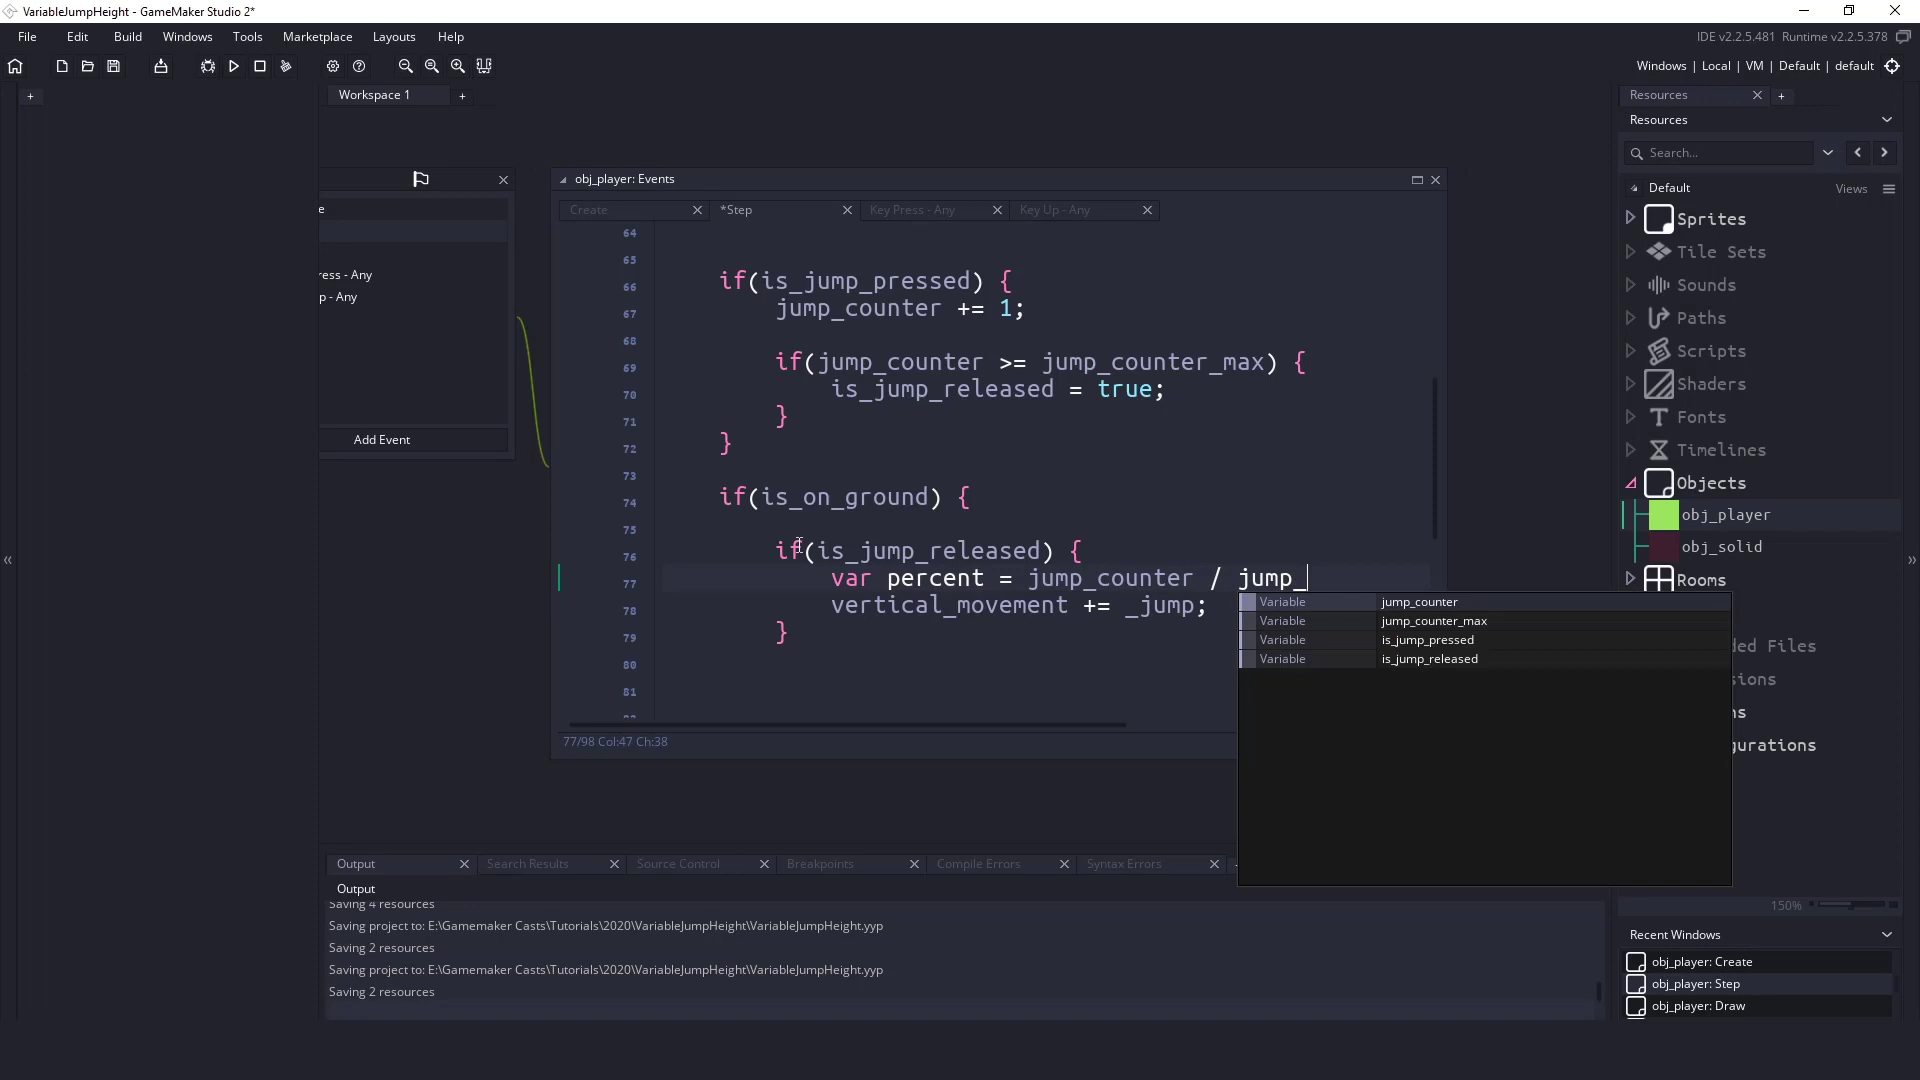 VariableJumpHeight - GameMaker Studio 2*
File Edit Build Windows Tools Marketplace Layouts Help
IDE v2.2.5.481 Runtime v2.2.5.378
Windows | Local | VM | Default | default
+
Workspace 1 +
Resources +
Resources
Search...
Default Views
Sprites
Tile Sets
Sounds
Paths
Scripts
Shaders
Fonts
Timelines
Objects
obj_player
obj_solid
Rooms
ded Files
sions
ns
gurations
150%
Recent Windows
obj_player: Create
obj_player: Step
obj_player: Draw
e
ress - Any
p - Any
Add Event
obj_player: Events
Create *Step Key Press - Any Key Up - Any
64
65
66 if(is_jump_pressed) {
67 jump_counter += 1;
68
69 if(jump_counter >= jump_counter_max) {
70 is_jump_released = true;
71 }
72 }
73
74 if(is_on_ground) {
75
76 if(is_jump_released) {
77 var percent = jump_counter / jump_
78 vertical_movement += _jump;
79 }
80
81
77/98 Col:47 Ch:38
Variable jump_counter
Variable jump_counter_max
Variable is_jump_pressed
Variable is_jump_released
Output Search Results Source Control Breakpoints Compile Errors Syntax Errors
Output
Saving 4 resources
Saving project to: E:\Gamemaker Casts\Tutorials\2020\VariableJumpHeight\VariableJumpHeight.yyp
Saving 2 resources
Saving project to: E:\Gamemaker Casts\Tutorials\2020\VariableJumpHeight\VariableJumpHeight.yyp
Saving 2 resources